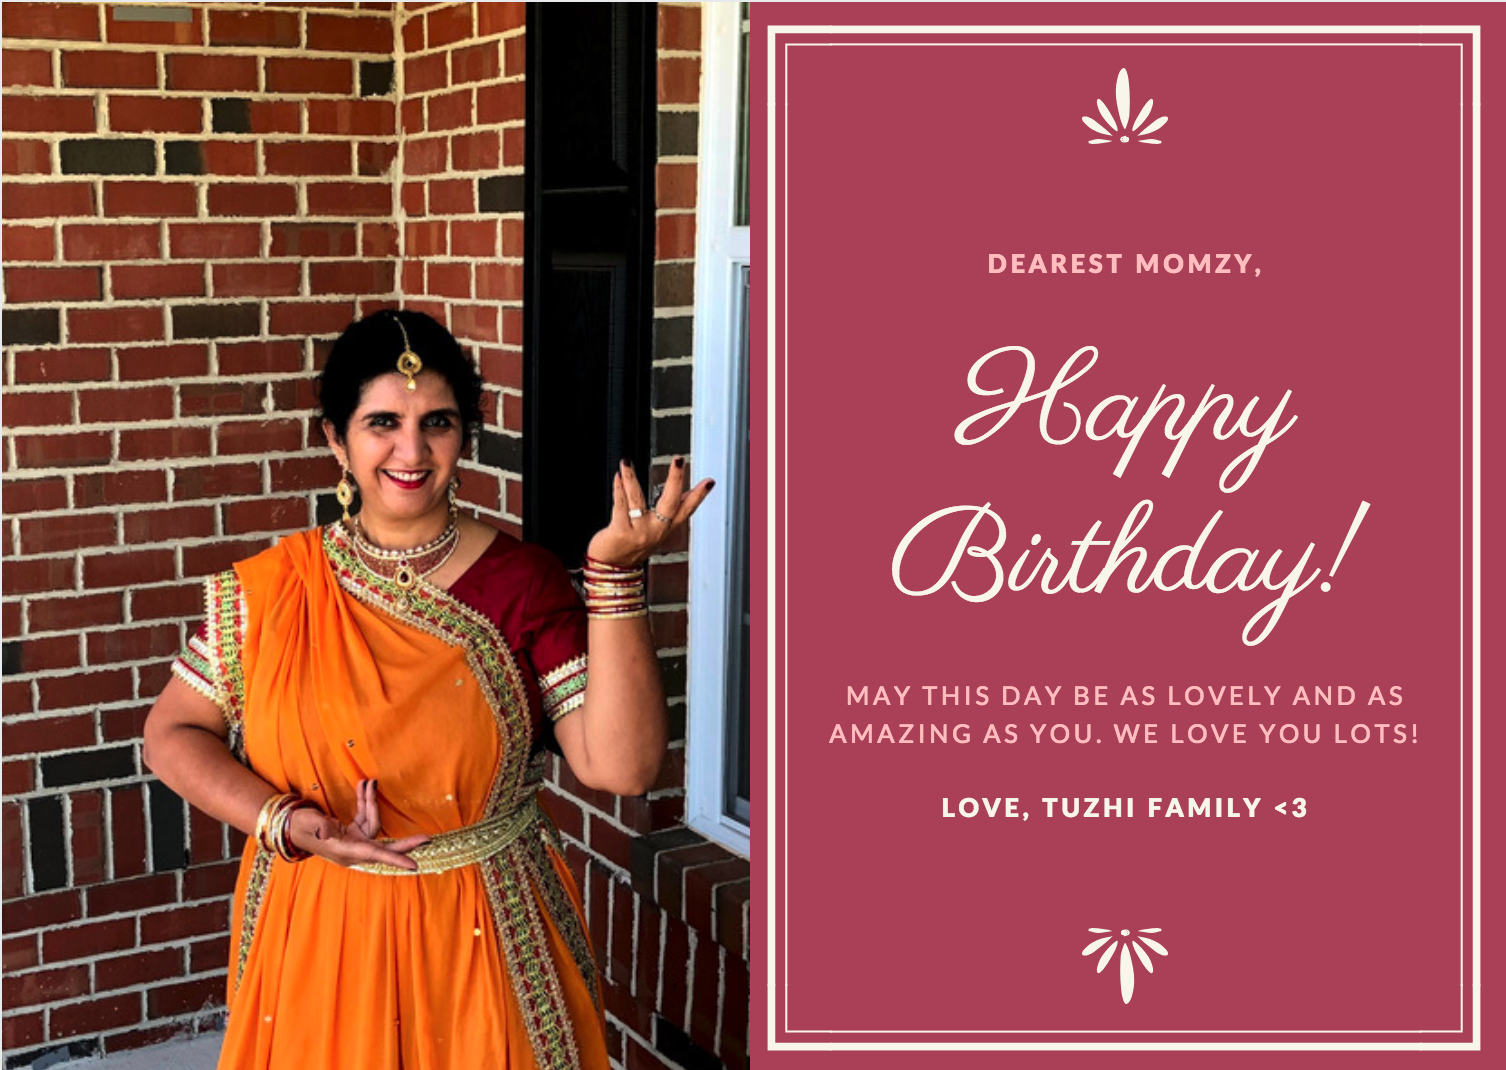 DEAREST MOMZY,
Happy
Birthday!
MAY THIS DAY BE AS LOVELY AND AS
AMAZING AS YOU. WE LOVE YOU LOTS!
LOVE, TUZHI FAMILY <3